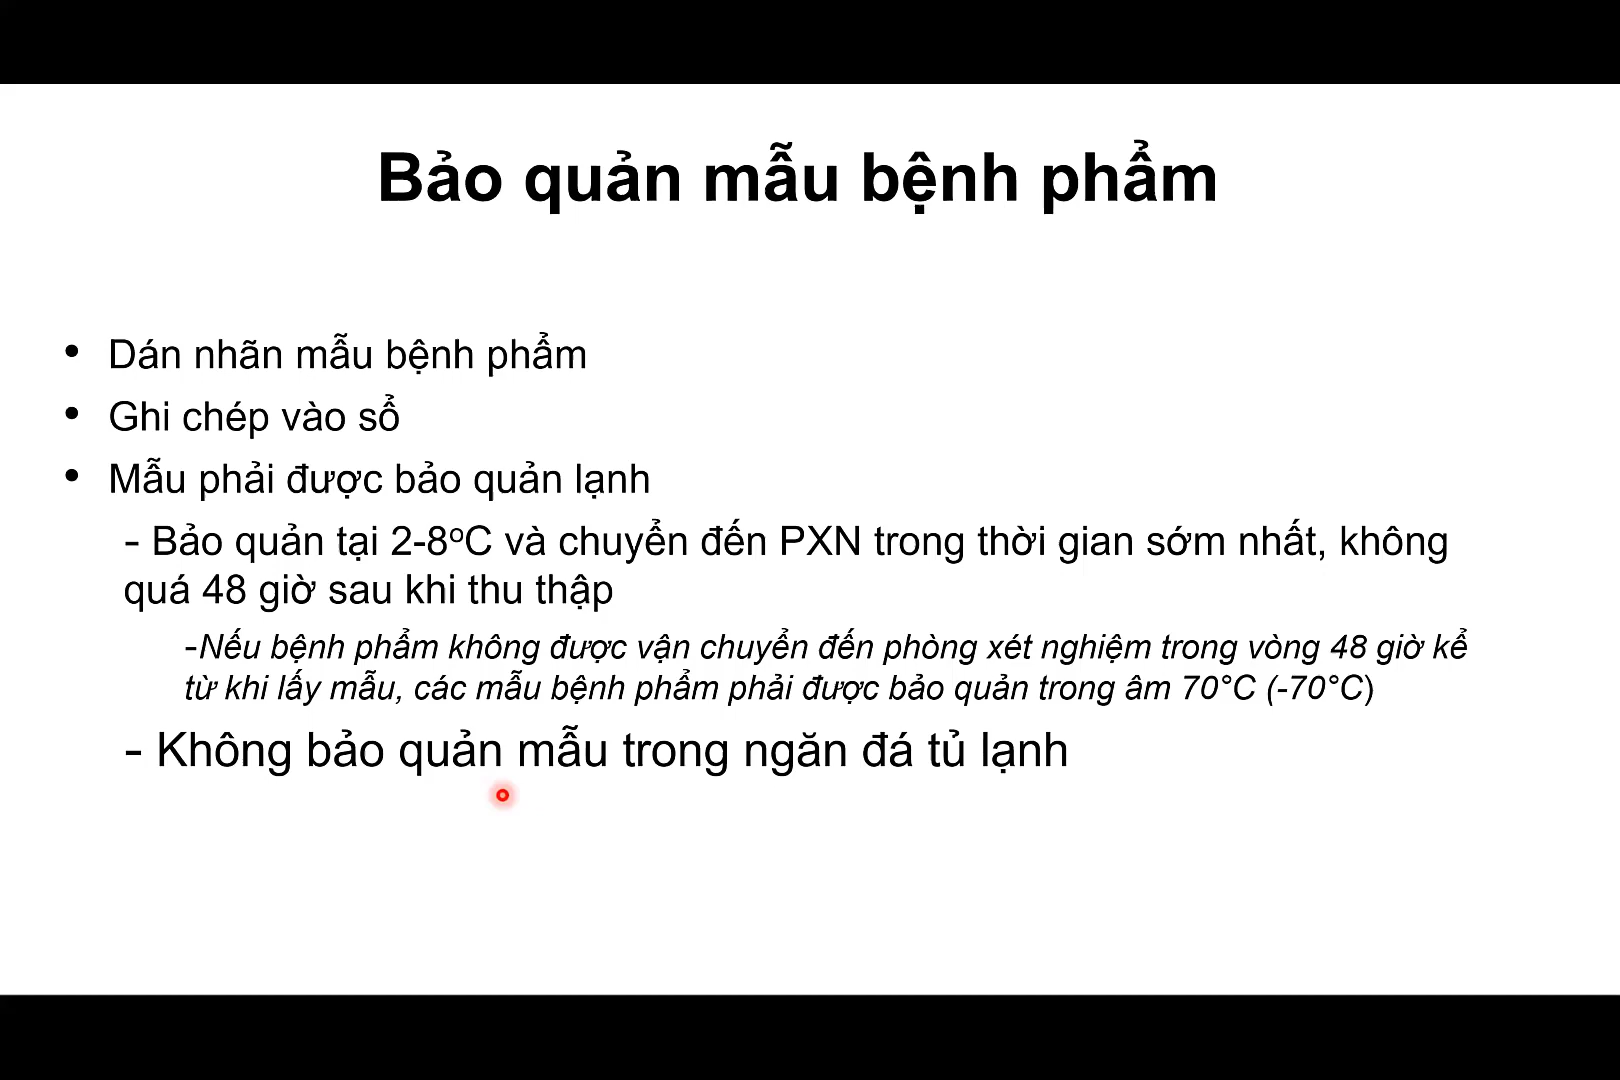 Bảo quản mẫu bệnh phẩm
• Dán nhãn mẫu bệnh phẩm
• Ghi chép vào sổ
• Mẫu phải được bảo quản lạnh
- Bảo quản tại 2-8ºC và chuyển đến PXN trong thời gian sớm nhất, không
quá 48 giờ sau khi thu thập
-Nếu bệnh phẩm không được vận chuyển đến phòng xét nghiệm trong vòng 48 giờ kể
từ khi lấy mẫu, các mẫu bệnh phẩm phải được bảo quản trong âm 70°C (-70°C)
- Không bảo quản mẫu trong ngăn đá tủ lạnh